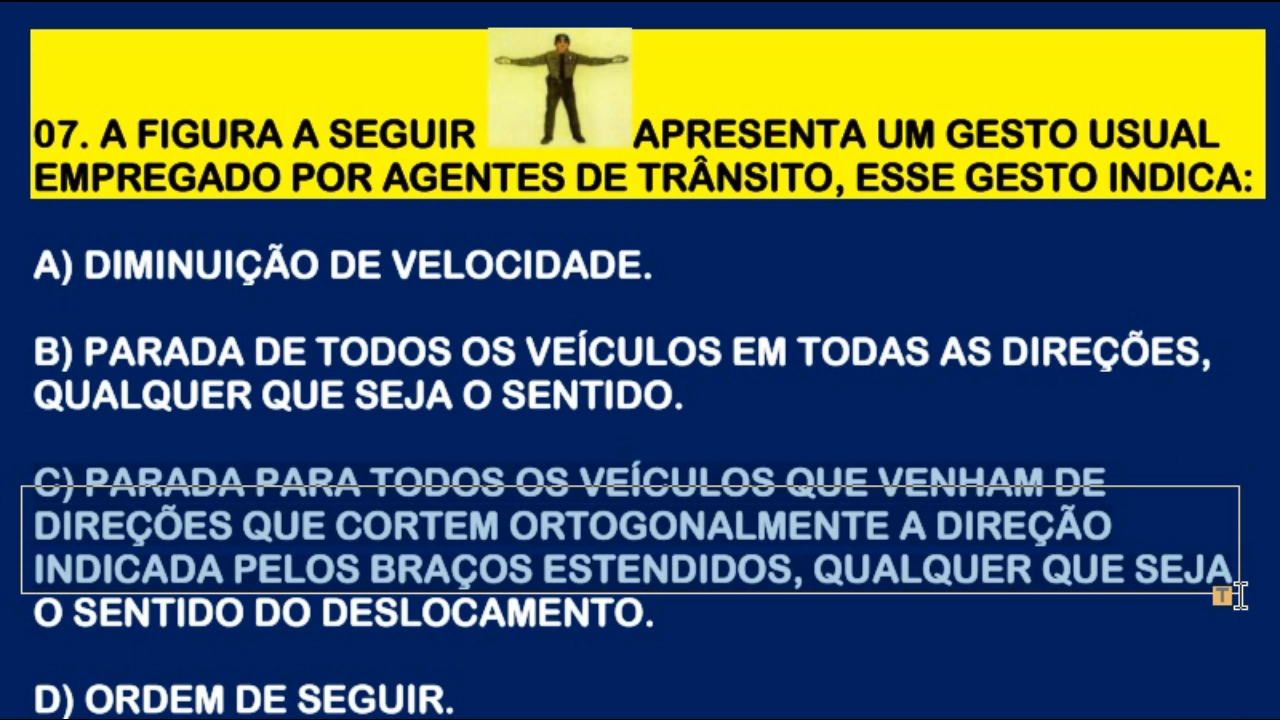 07. A FIGURA A SEGUIR APRESENTA UM GESTO USUAL
EMPREGADO POR AGENTES DE TRÂNSITO, ESSE GESTO INDICA:
A) DIMINUIÇÃO DE VELOCIDADE.
B) PARADA DE TODOS OS VEÍCULOS EM TODAS AS DIREÇÕES,
QUALQUER QUE SEJA O SENTIDO.
C) PARADA PARA TODOS OS VEÍCULOS QUE VENHAM DE
DIREÇÕES QUE CORTEM ORTOGONALMENTE A DIREÇÃO
INDICADA PELOS BRAÇOS ESTENDIDOS, QUALQUER QUE SEJA
T
O SENTIDO DO DESLOCAMENTO.
D) ORDEM DE SEGUIR.